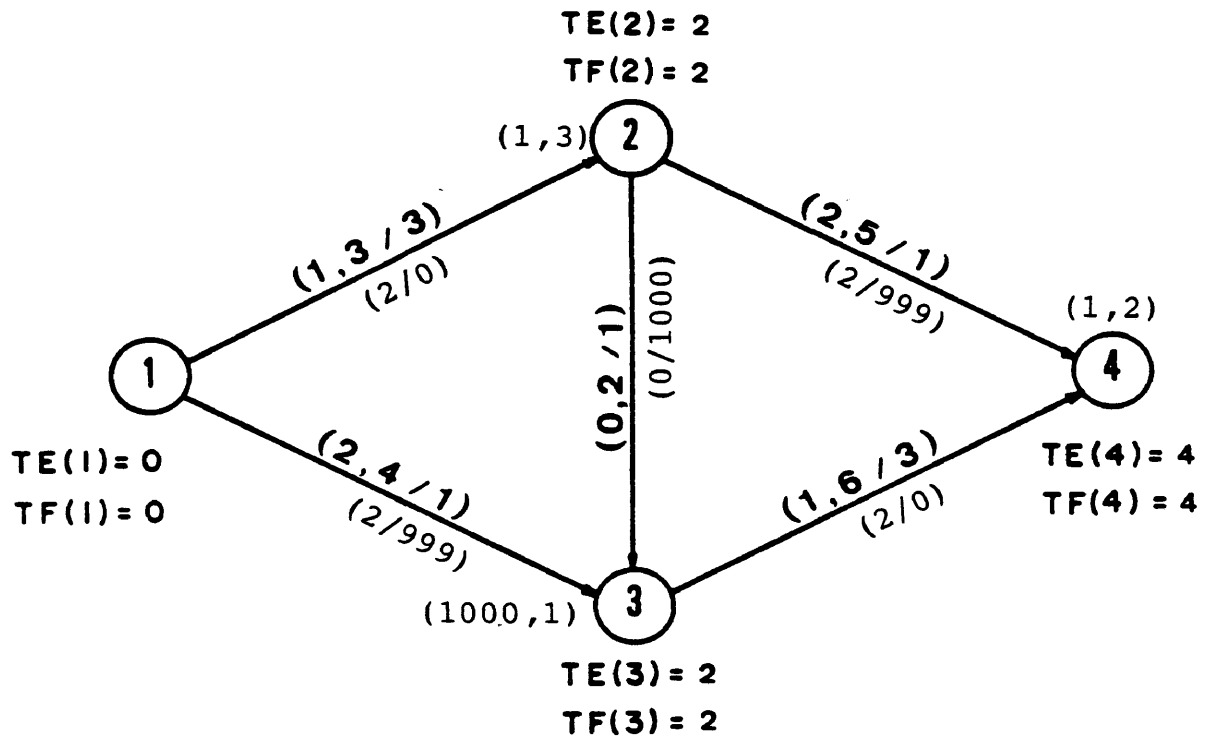 TE(2)= 2
TF(2)= 2
(1,3)
2
(1,3/3)
(2/0)
(2,5/1)
(2/999)
(0,2/1)
(0/1000)
(1,2)
1
4
TE(1)=0
TF(1)=0
(2,4/1)
(2/999)
(1,6/3)
(2/0)
TE(4)= 4
TF(4)= 4
(1000,1)
3
TE(3)= 2
TF(3)= 2